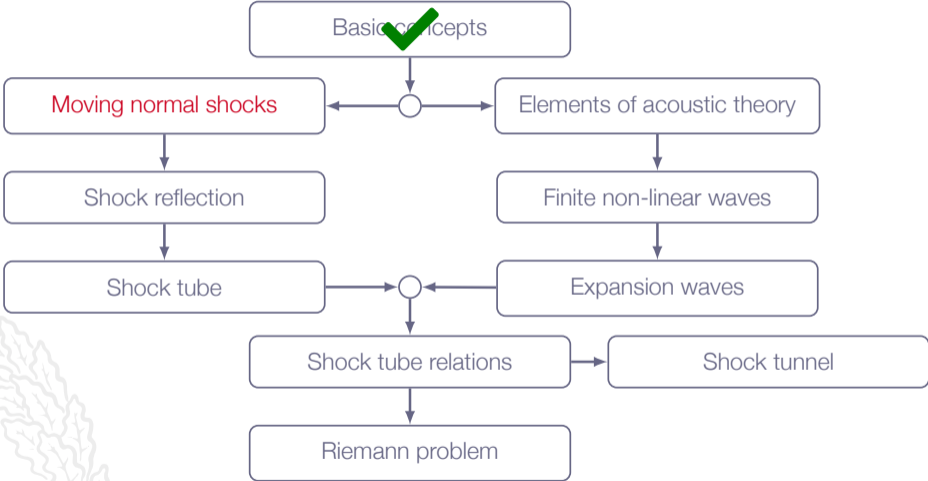 Basic concepts
Moving normal shocks
Elements of acoustic theory
Shock reflection
Finite non-linear waves
Shock tube
Expansion waves
Shock tube relations
Shock tunnel
Riemann problem